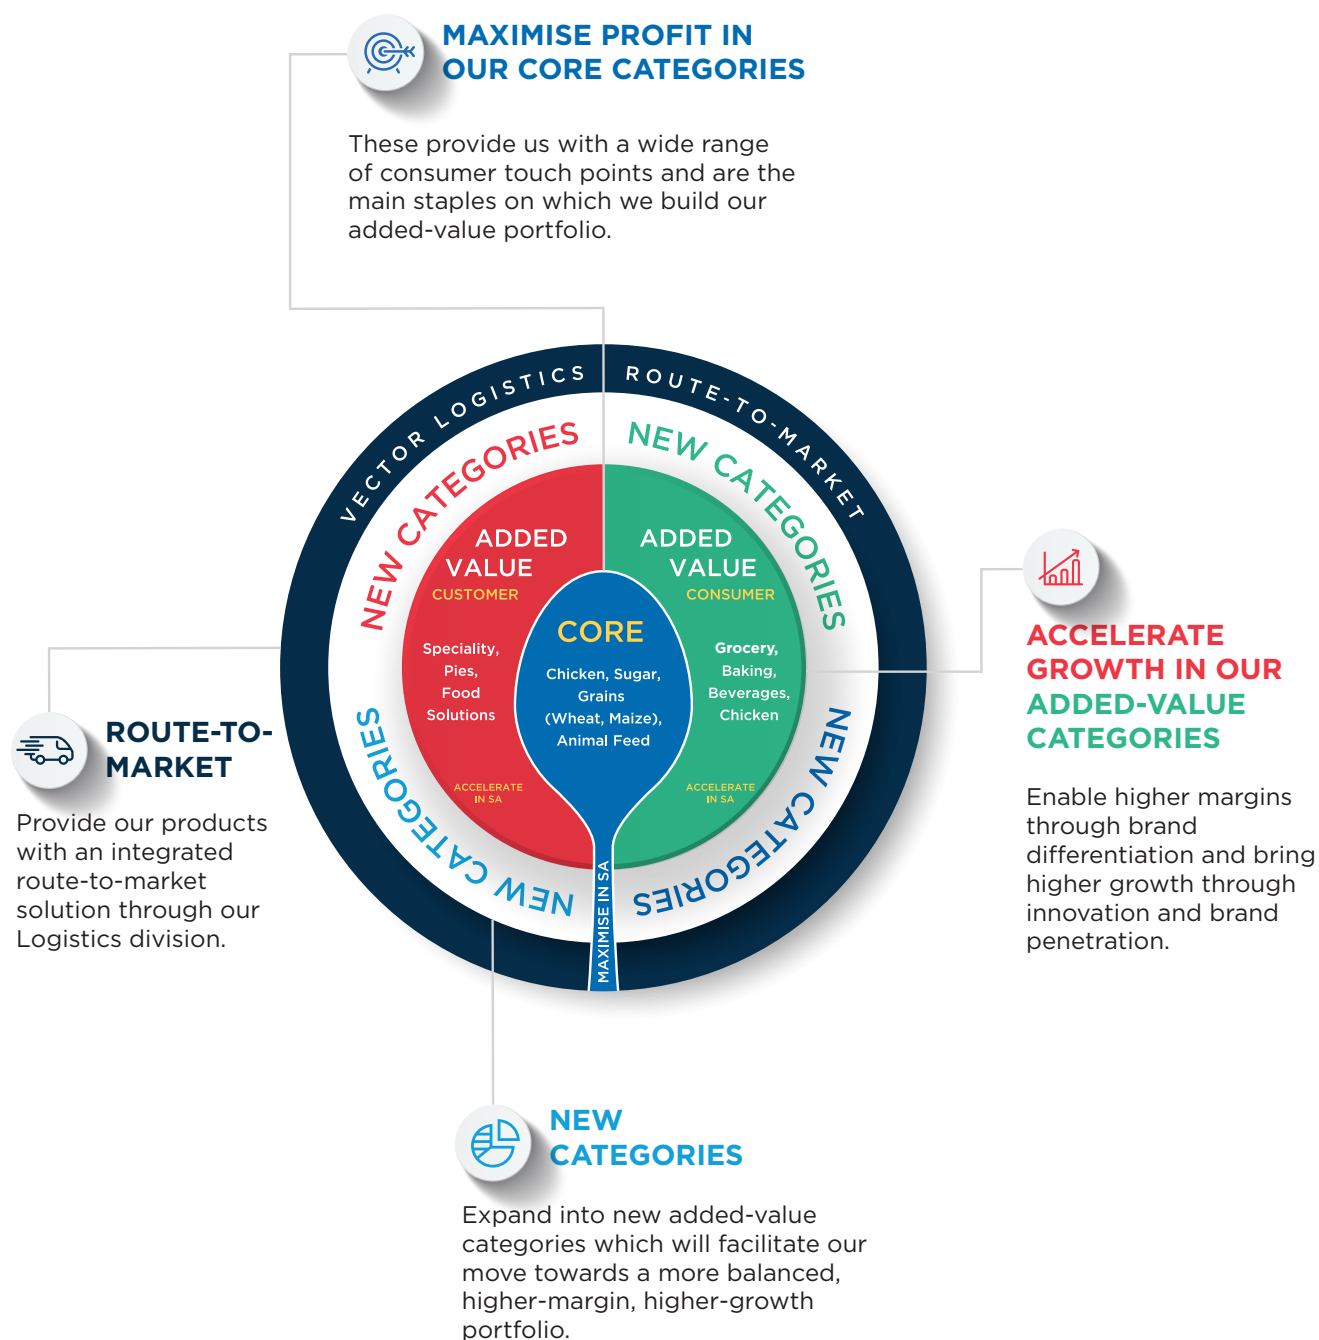 MAXIMISE PROFIT IN
OUR CORE CATEGORIES
These provide us with a wide range
of consumer touch points and are the
main staples on which we build our
added-value portfolio.
VECTOR LOGISTICS
ROUTE-TO-MARKET
NEW CATEGORIES
NEW CATEGORIES
ADDED
VALUE
CUSTOMER
Speciality,
Pies,
Food
Solutions
ACCELERATE
IN SA
CORE
Chicken, Sugar,
Grains
(Wheat, Maize),
Animal Feed
MAXIMISE IN SA
ADDED
VALUE
CONSUMER
Grocery,
Baking,
Beverages,
Chicken
ACCELERATE
IN SA
NEW CATEGORIES
NEW CATEGORIES
ACCELERATE
GROWTH IN OUR
ADDED-VALUE
CATEGORIES
Enable higher margins
through brand
differentiation and bring
higher growth through
innovation and brand
penetration.
ROUTE-TO-
MARKET
Provide our products
with an integrated
route-to-market
solution through our
Logistics division.
NEW
CATEGORIES
Expand into new added-value
categories which will facilitate our
move towards a more balanced,
higher-margin, higher-growth
portfolio.